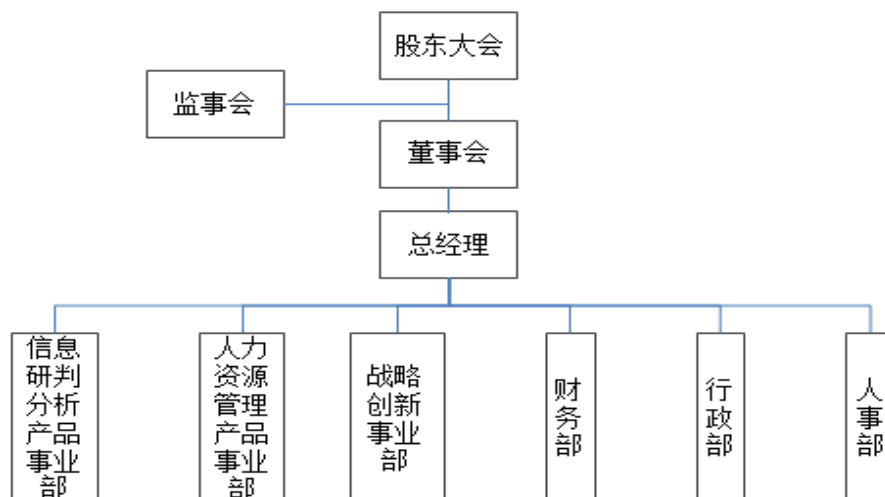 股东大会
监事会
董事会
总经理
信息
研判
分析
产品
事业
部
人力
资源
管理
产品
事业
部
战略
创新
事业
部
财
务
部
行
政
部
人
事
部